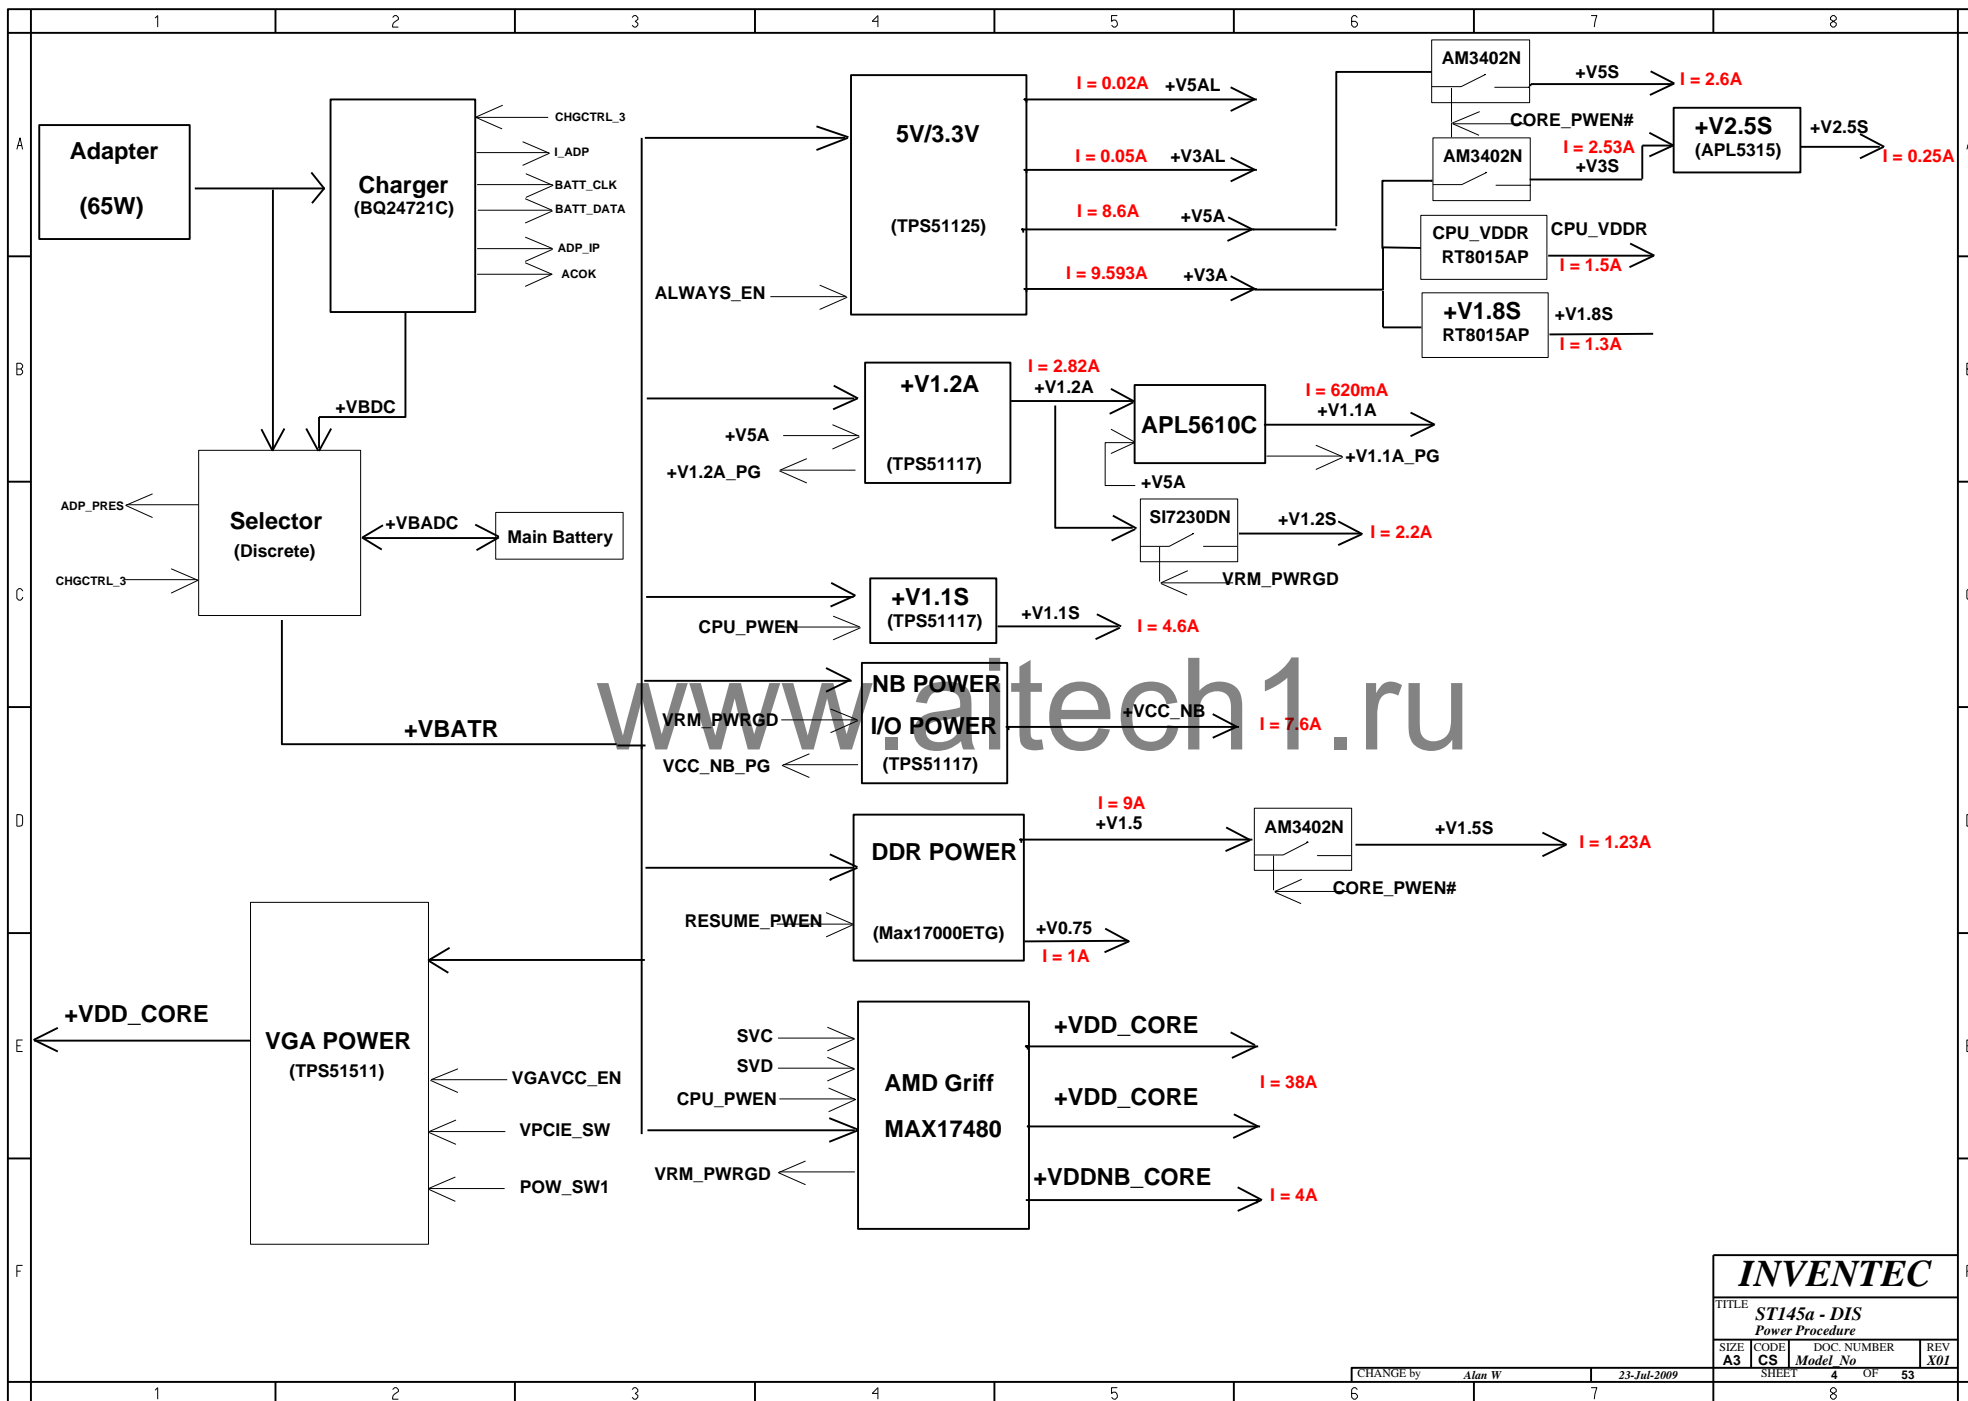 1 2 3 4 5 6 7 8
A
B
C
D
E
F
Adapter
(65W)
Charger
(BQ24721C)
CHGCTRL_3
I_ADP
BATT_CLK
BATT_DATA
ADP_IP
ACOK
+VBDC
Selector
(Discrete)
ADP_PRES
CHGCTRL_3
+VBADC
Main Battery
+VBATR
5V/3.3V
(TPS51125)
ALWAYS_EN
I = 0.02A +V5AL
I = 0.05A +V3AL
I = 8.6A +V5A
I = 9.593A +V3A
AM3402N
+V5S
I = 2.6A
CORE_PWEN#
AM3402N
I = 2.53A
+V3S
+V2.5S
(APL5315)
+V2.5S
I = 0.25A
CPU_VDDR
RT8015AP
CPU_VDDR
I = 1.5A
+V1.8S
RT8015AP
+V1.8S
I = 1.3A
+V1.2A
(TPS51117)
+V5A
+V1.2A_PG
I = 2.82A
+V1.2A
APL5610C
I = 620mA
+V1.1A
+V1.1A_PG
+V5A
SI7230DN
+V1.2S
I = 2.2A
VRM_PWRGD
+V1.1S
(TPS51117)
CPU_PWEN
+V1.1S
I = 4.6A
NB POWER
I/O POWER
(TPS51117)
VRM_PWRGD
VCC_NB_PG
+VCC_NB
I = 7.6A
www.aitech1.ru
DDR POWER
(Max17000ETG)
RESUME_PWEN
I = 9A
+V1.5
AM3402N
+V1.5S
I = 1.23A
CORE_PWEN#
+V0.75
I = 1A
VGA POWER
(TPS51511)
+VDD_CORE
VGAVCC_EN
VPCIE_SW
POW_SW1
AMD Griff
MAX17480
SVC
SVD
CPU_PWEN
VRM_PWRGD
+VDD_CORE
I = 38A
+VDD_CORE
+VDDNB_CORE
I = 4A
INVENTEC
TITLE
ST145a - DIS
Power Procedure
SIZE CODE DOC. NUMBER REV
A3 CS Model_No X01
CHANGE by Alan W 23-Jul-2009 SHEET 4 OF 53
1 2 3 4 5 6 7 8